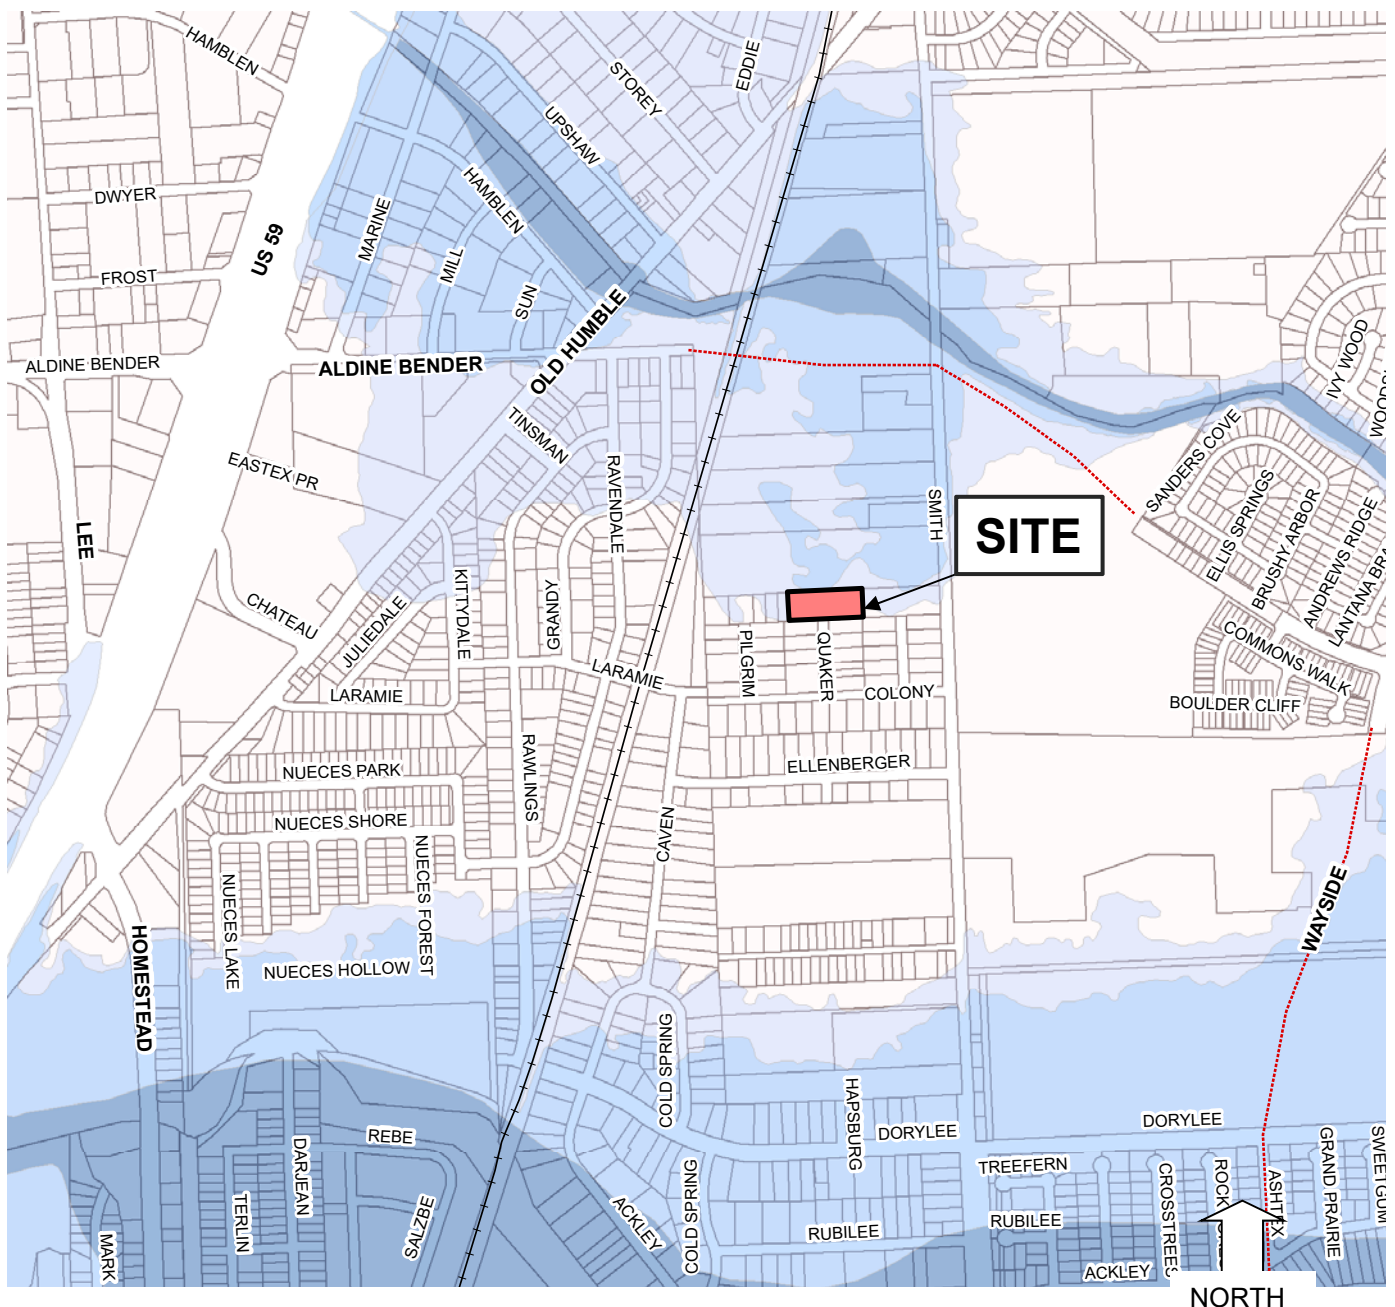 HAMBLEN
EDDIE
STOREY
UPSHAW
DWYER
HAMBLEN
MARINE
US 59
MILL
FROST
SUN
OLD HUMBLE
IVY WOOD
ALDINE BENDER
ALDINE BENDER
TINSMAN
SANDERS COVE
EASTEX PR
RAVENDALE
ELLIS SPRINGS
BRUSHY ARBOR
ANDREWS RIDGE
SMITH
SITE
LEE
KITTYDALE
GRANDY
CHATEAU
JULIEDALE
COMMONS WALK
PILGRIM
QUAKER
LARAMIE
LARAMIE
COLONY
BOULDER CLIFF
RAWLINGS
NUECES PARK
ELLENBERGER
NUECES SHORE
CAVEN
NUECES FOREST
NUECES LAKE
WAYSIDE
HOMESTEAD
NUECES HOLLOW
COLD SPRING
HAPSBURG
DORYLEE
DORYLEE
REBE
DARJEAN
TREEFERN
CROSSTREES
GRAND PRAIRIE
SWEETGUM
ASHTEX
TERLIN
SALZBE
ACKLEY
COLD SPRING
RUBILEE
RUBILEE
MARK
ACKLEY
NORTH